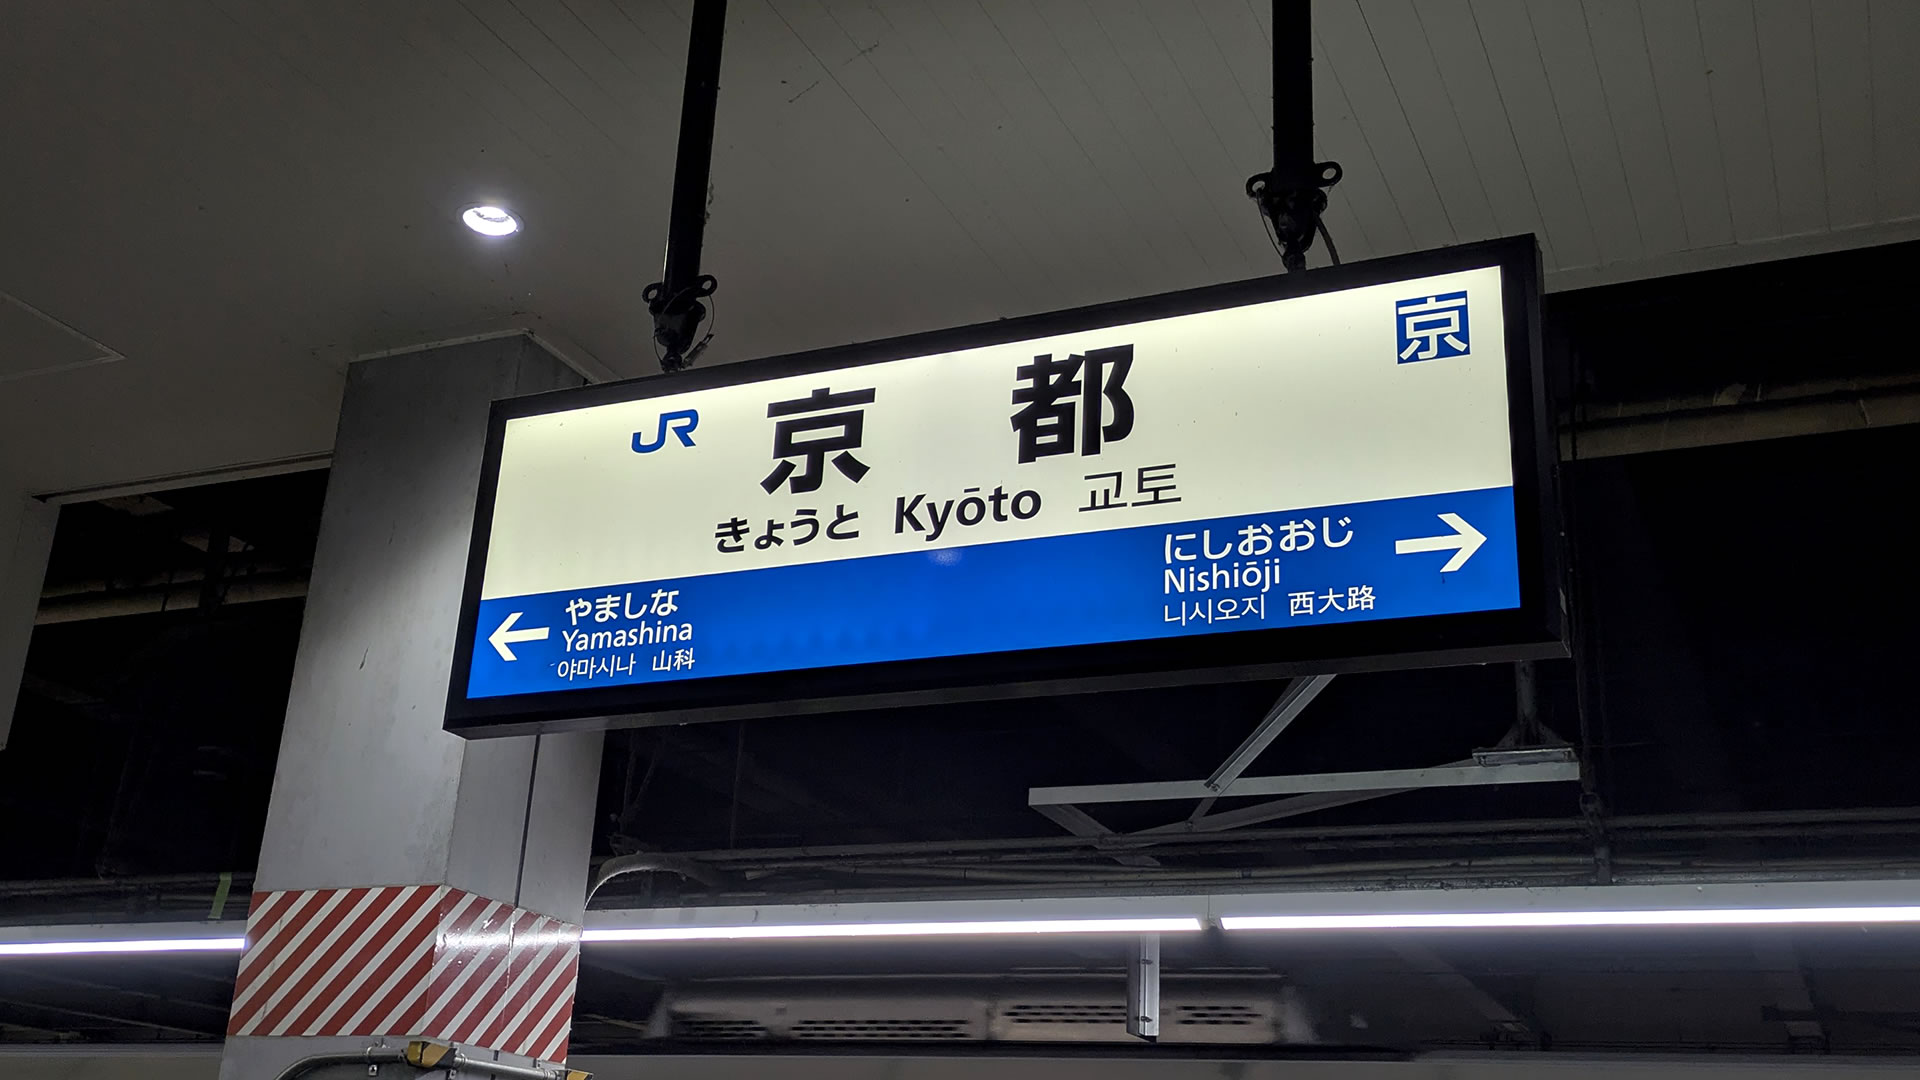 JR 京都 京
きょうと Kyōto 교토
やましな
Yamashina
야마시나 山科
にしおおじ
Nishiōji
니시오지 西大路